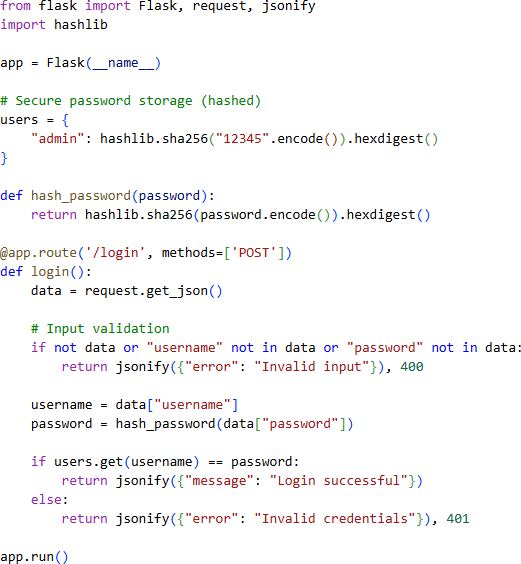 from flask import Flask, request, jsonify
import hashlib

app = Flask(__name__)

# Secure password storage (hashed)
users = {
    "admin": hashlib.sha256("12345".encode()).hexdigest()
}

def hash_password(password):
    return hashlib.sha256(password.encode()).hexdigest()

@app.route('/login', methods=['POST'])
def login():
    data = request.get_json()

    # Input validation
    if not data or "username" not in data or "password" not in data:
        return jsonify({"error": "Invalid input"}), 400

    username = data["username"]
    password = hash_password(data["password"])

    if users.get(username) == password:
        return jsonify({"message": "Login successful"})
    else:
        return jsonify({"error": "Invalid credentials"}), 401

app.run()